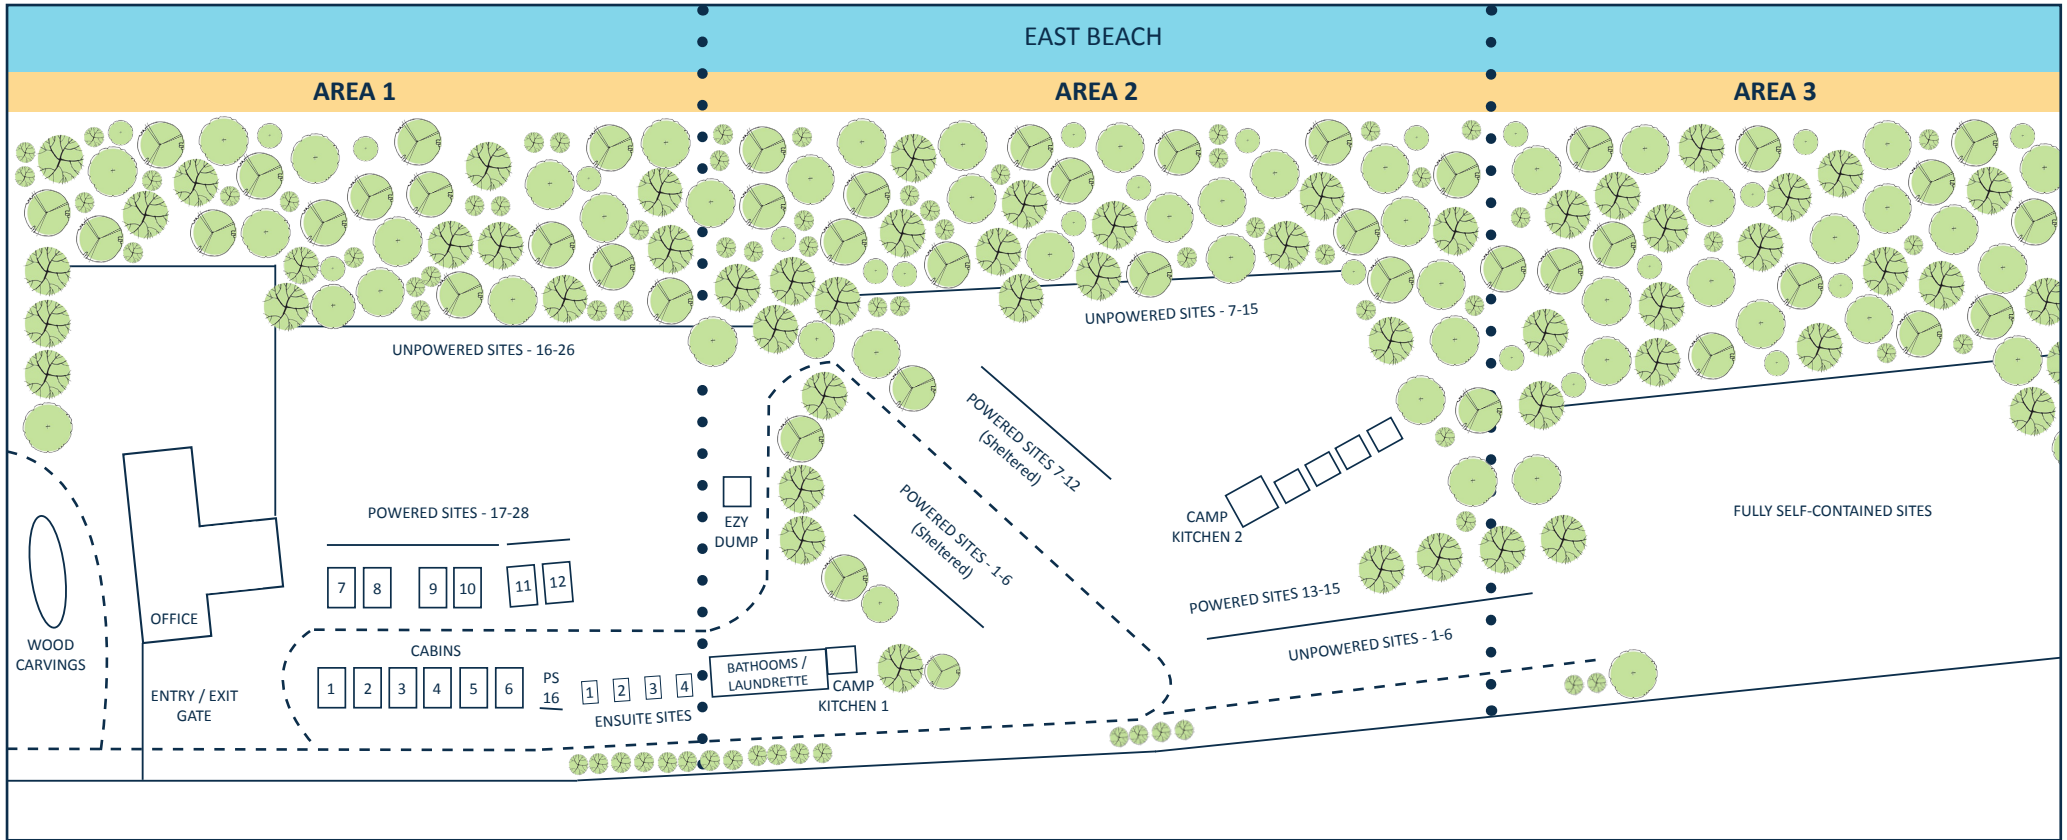 EAST BEACH
AREA 1
AREA 2
AREA 3
UNPOWERED SITES - 7-15
UNPOWERED SITES - 16-26
POWERED SITES 7-12
(Sheltered)
POWERED SITES - 1-6
(Sheltered)
POWERED SITES - 17-28
EZY
DUMP
CAMP
KITCHEN 2
FULLY SELF-CONTAINED SITES
7
8
9
10
11
12
OFFICE
WOOD
CARVINGS
POWERED SITES 13-15
UNPOWERED SITES - 1-6
CABINS
1
2
3
4
5
6
PS
16
1
2
3
4
ENSUITE SITES
BATHOOMS /
LAUNDRETTE
CAMP
KITCHEN 1
ENTRY / EXIT
GATE